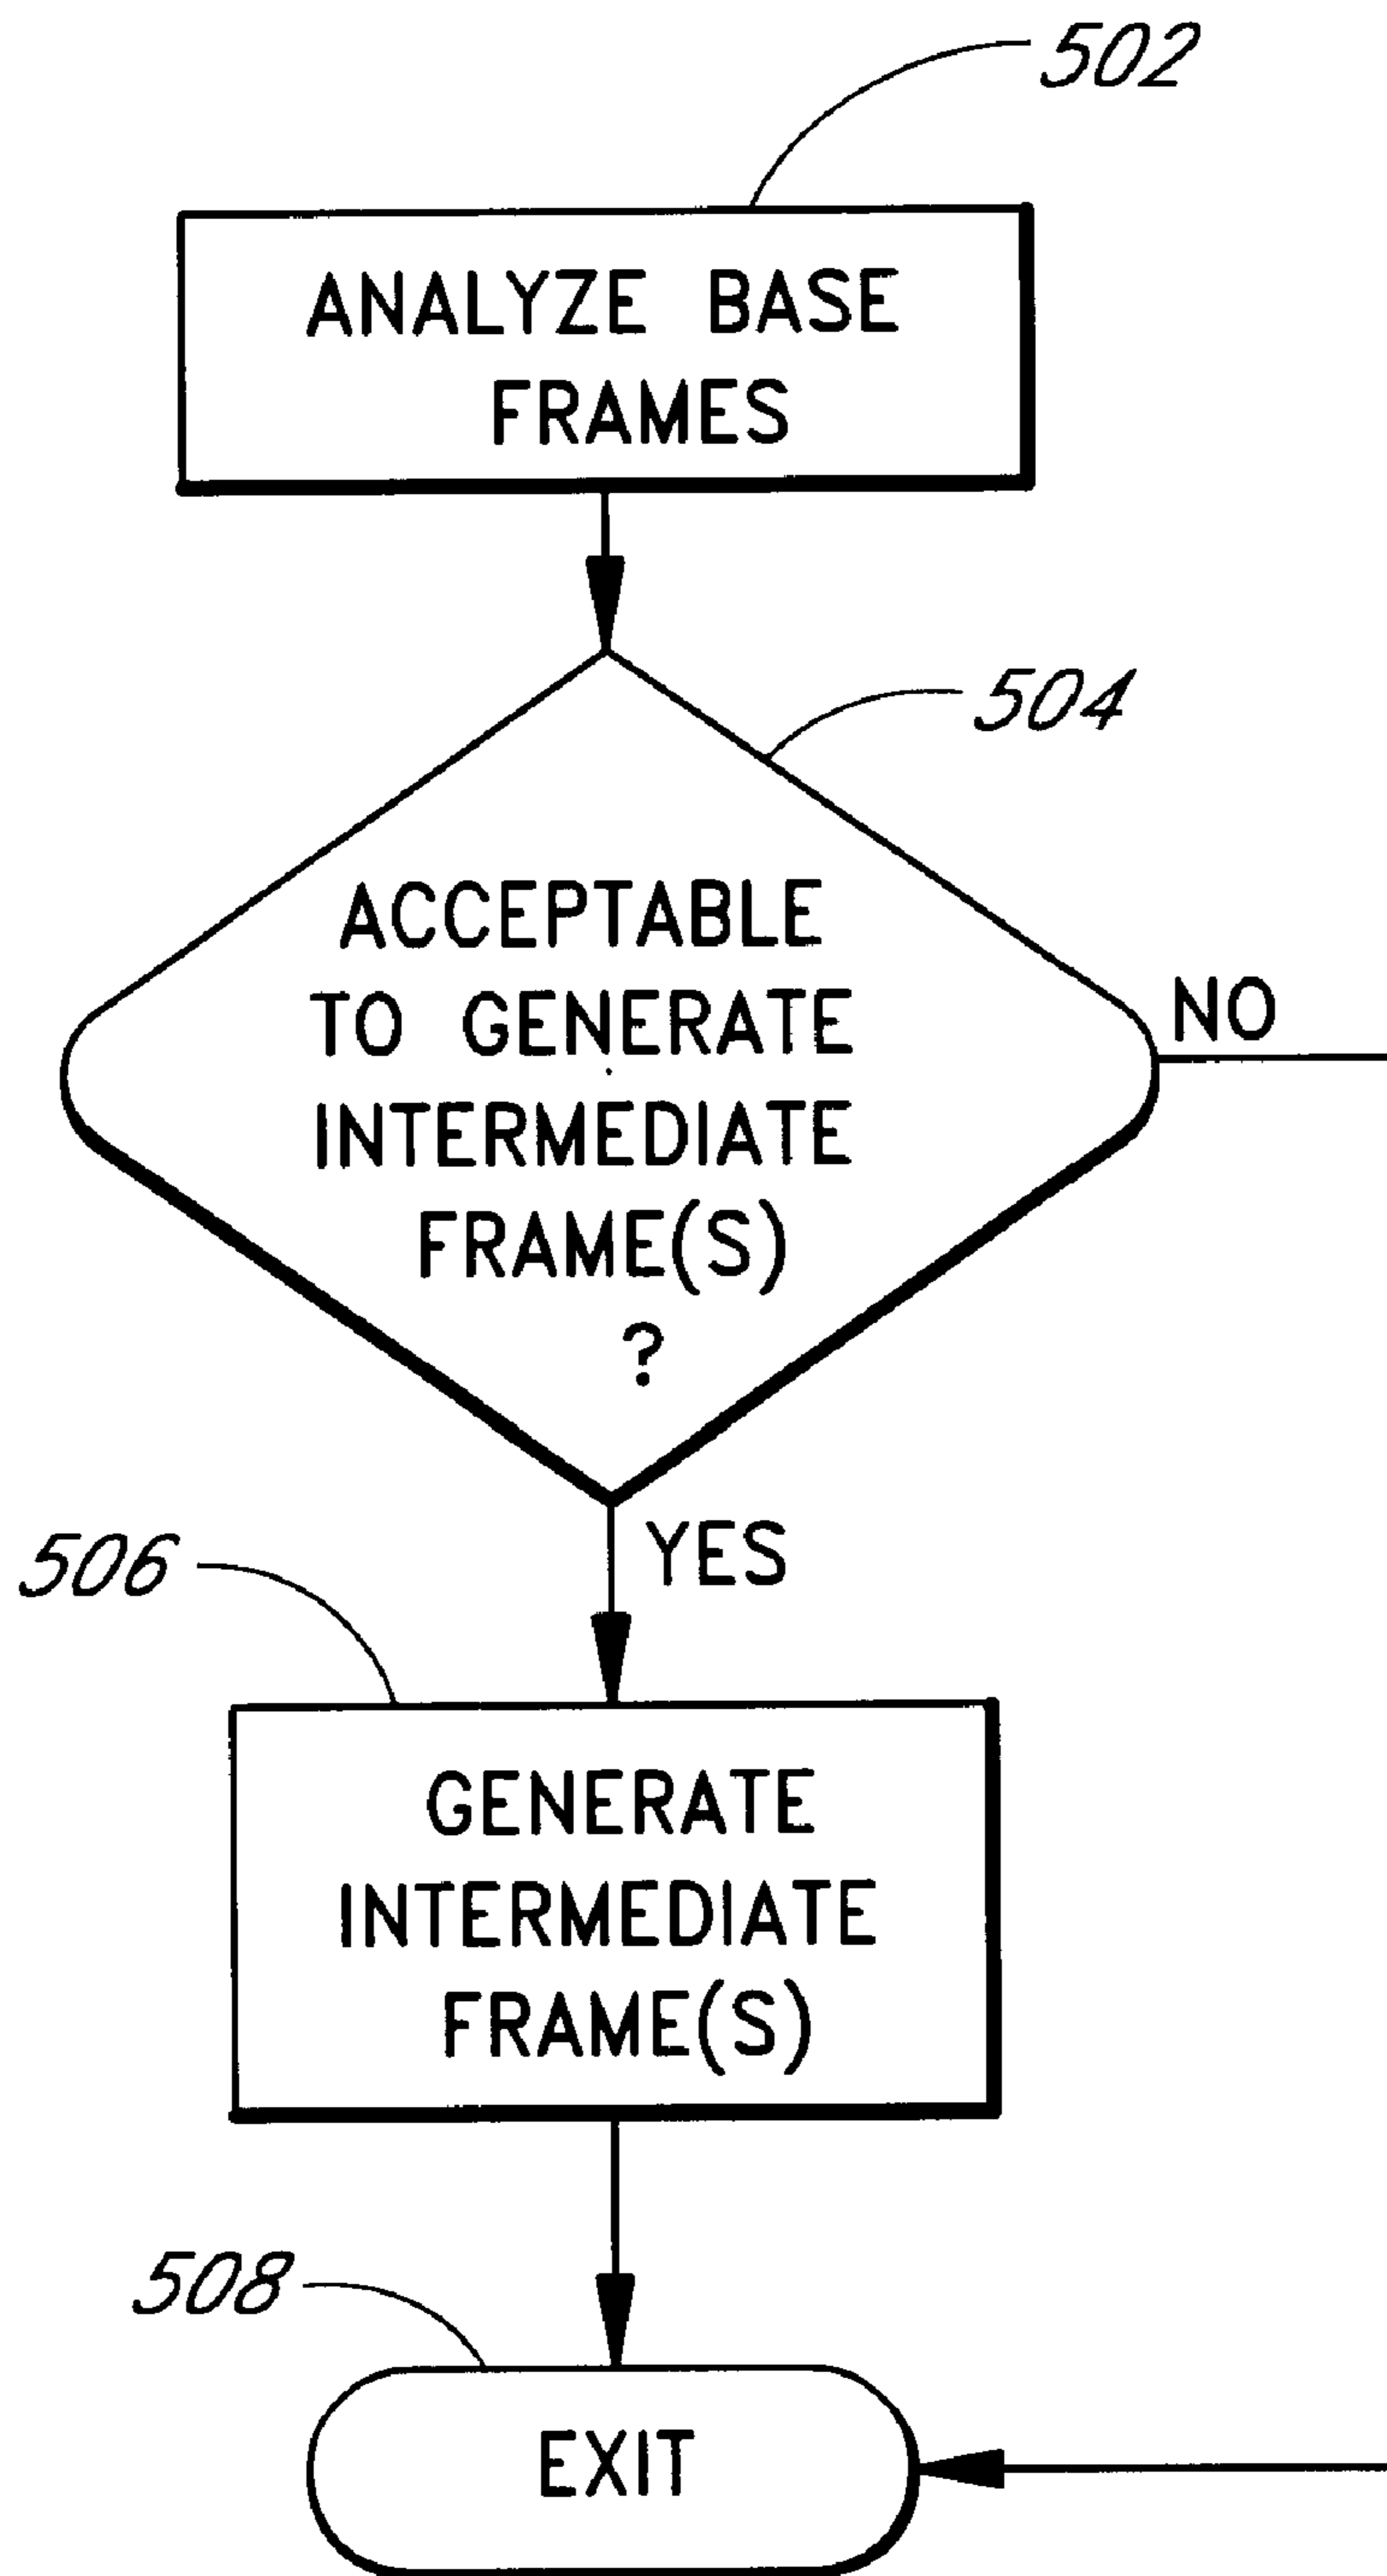 502
ANALYZE BASE
FRAMES
504
ACCEPTABLE
TO GENERATE
INTERMEDIATE
FRAME(S)
?
NO
YES
506
GENERATE
INTERMEDIATE
FRAME(S)
508
EXIT